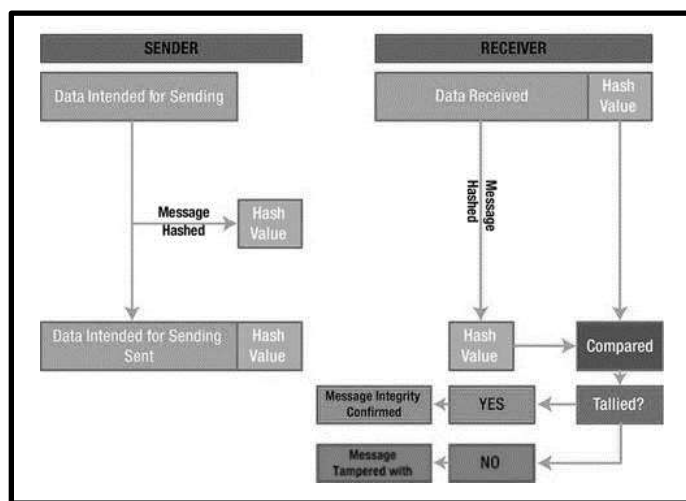 SENDER
Data Intended for Sending
Message
Hashed
Hash
Value
Data Intended for Sending
Sent
Hash
Value
RECEIVER
Data Received
Hash
Value
Message
Hashed
Hash
Value
Compared
Tallied?
YES
Message Integrity
Confirmed
NO
Message
Tampered with